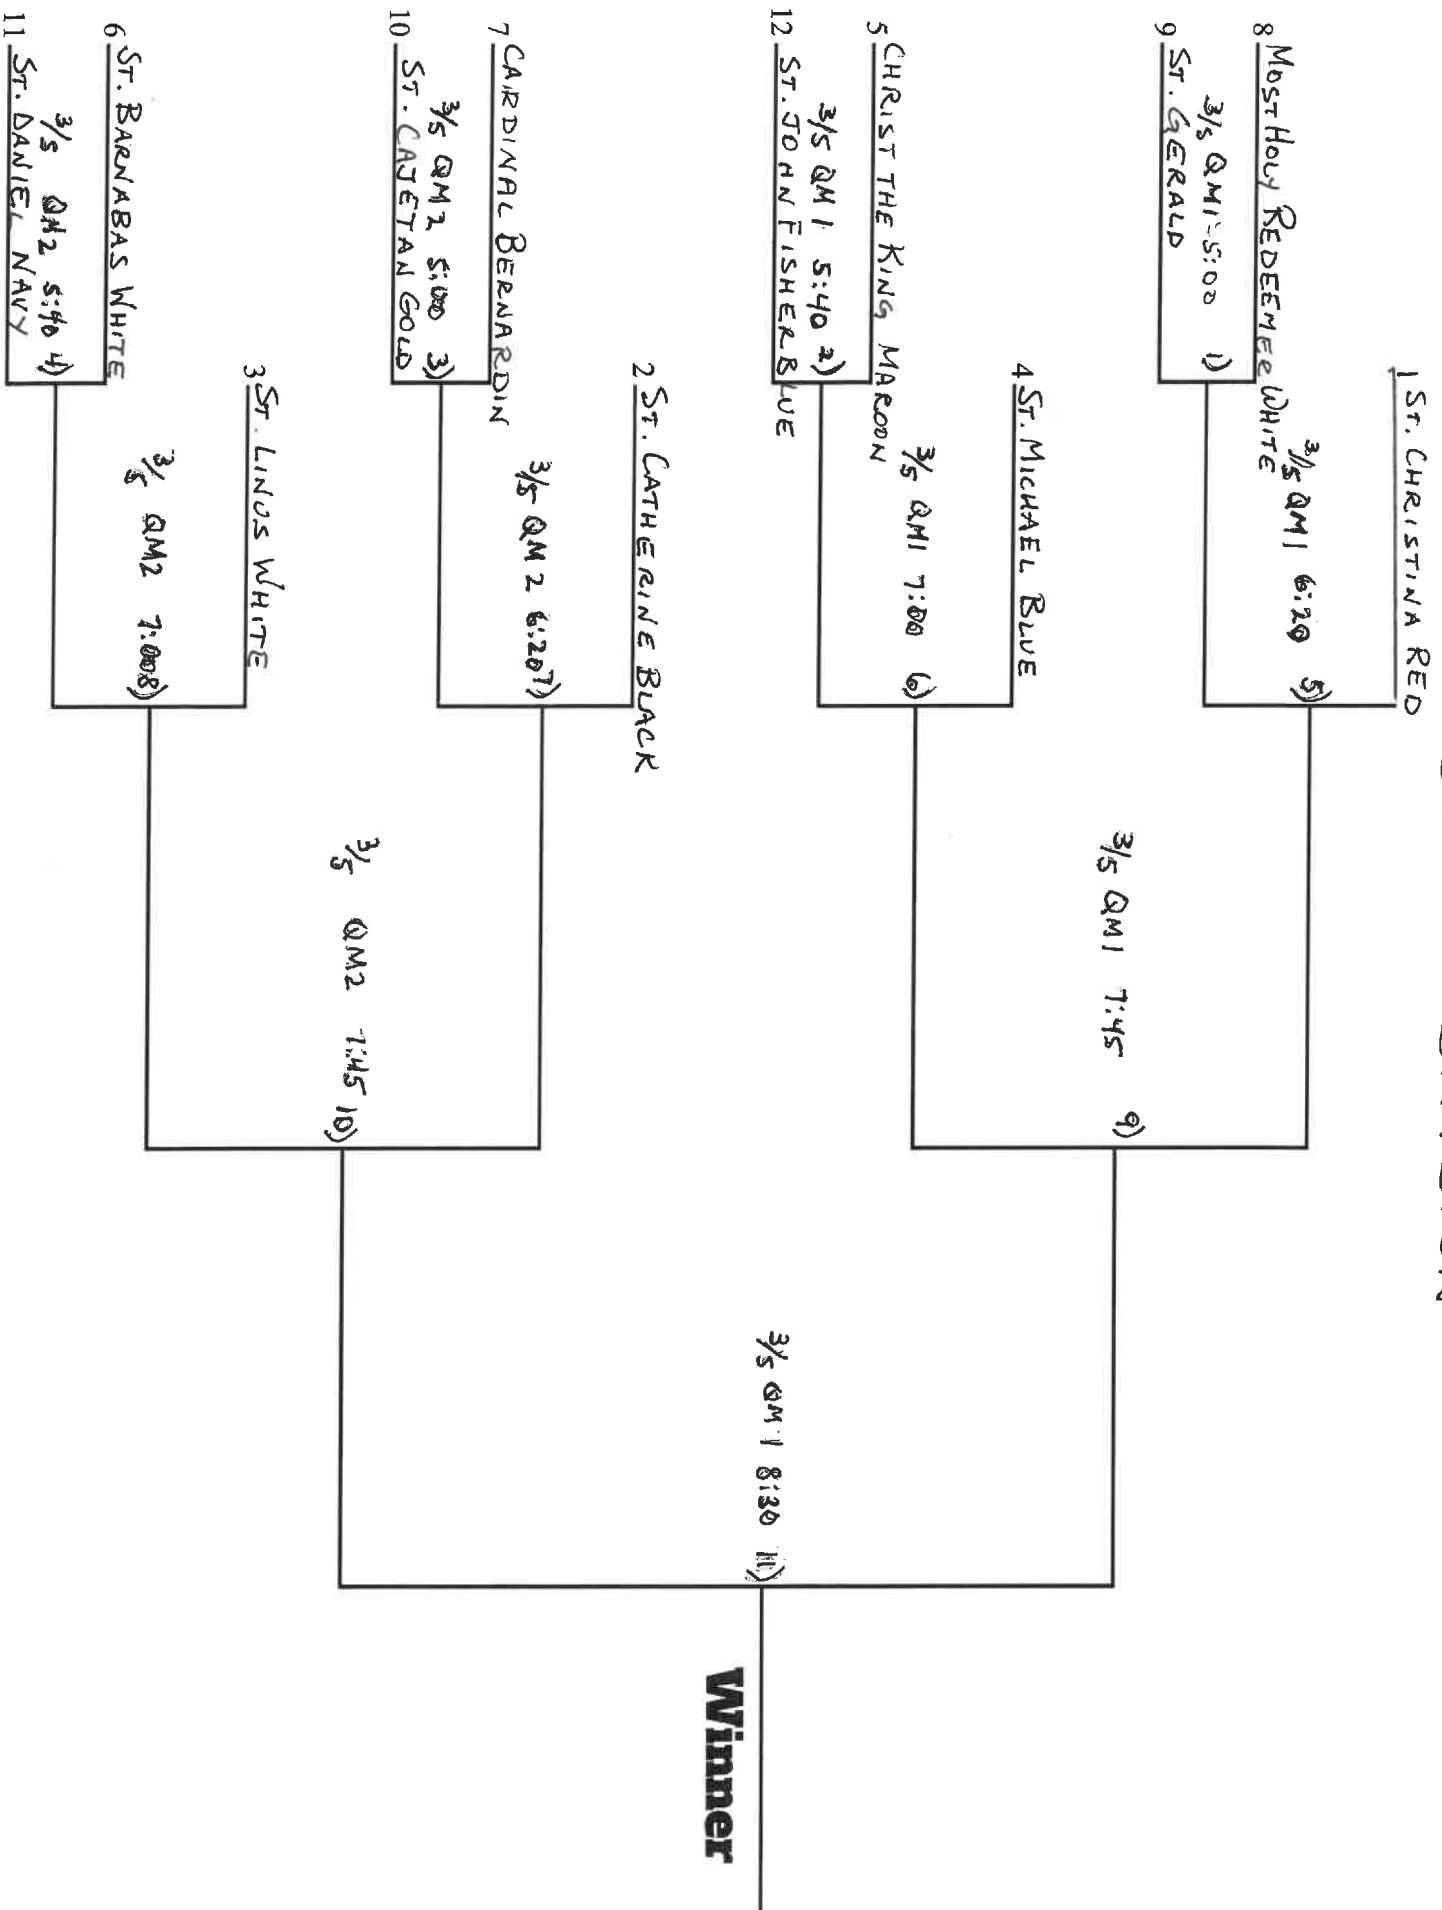 1 ST. CHRISTINA RED
8 MOST HOLY REDEEMER WHITE
3/5 QM1 5:00 1)
9 ST. GERALD
3/5 QM1 6:20 5)
4 ST. MICHAEL BLUE
5 CHRIST THE KING MAROON
3/5 QM1 5:40 2)
12 ST. JOHN FISHER BLUE
3/5 QM1 7:00 6)
3/5 QM1 7:45 9)
2 ST. CATHERINE BLACK
7 CARDINAL BERNARDIN
3/5 QM2 5:00 3)
10 ST. CAJETAN GOLD
3/5 QM2 6:20 7)
3 ST. LINUS WHITE
6 ST. BARNABAS WHITE
3/5 QM2 5:40 4)
11 ST. DANIEL NAVY
3/5 QM2 7:00 8)
3/5 QM2 7:45 10)
3/5 QM1 8:30 11)
Winner